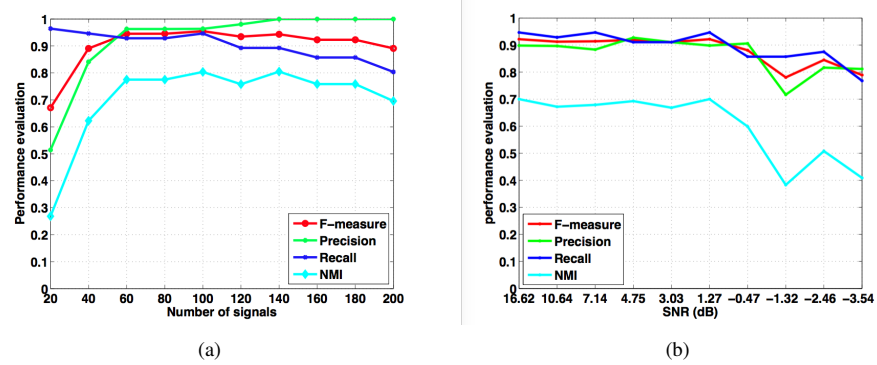 1
0.9
0.8
0.7
0.6
0.5
0.4
0.3
0.2
0.1
0
Performance evaluation
F−measure
Precision
Recall
NMI
20 40 60 80 100 120 140 160 180 200
Number of signals
(a)
1
0.9
0.8
0.7
0.6
0.5
0.4
0.3
0.2
0.1
0
performance evaluation
F−measure
Precision
Recall
NMI
16.62 10.64 7.14 4.75 3.03 1.27 −0.47 −1.32 −2.46 −3.54
SNR (dB)
(b)